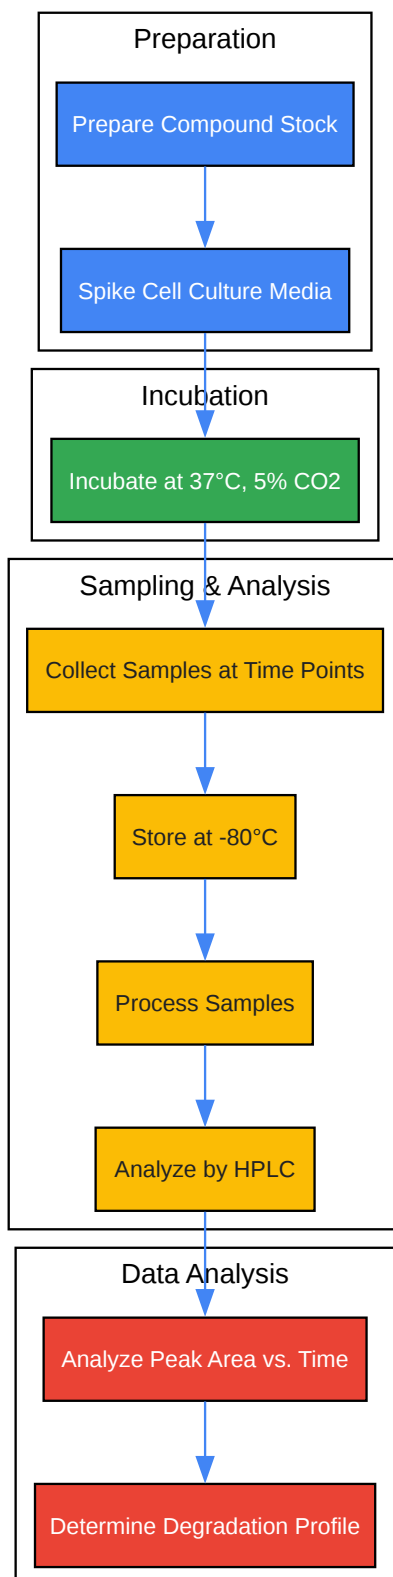 Preparation
Prepare Compound Stock
Spike Cell Culture Media
Incubation
Incubate at 37°C, 5% CO2
Sampling & Analysis
Collect Samples at Time Points
Store at -80°C
Process Samples
Analyze by HPLC
Data Analysis
Analyze Peak Area vs. Time
Determine Degradation Profile